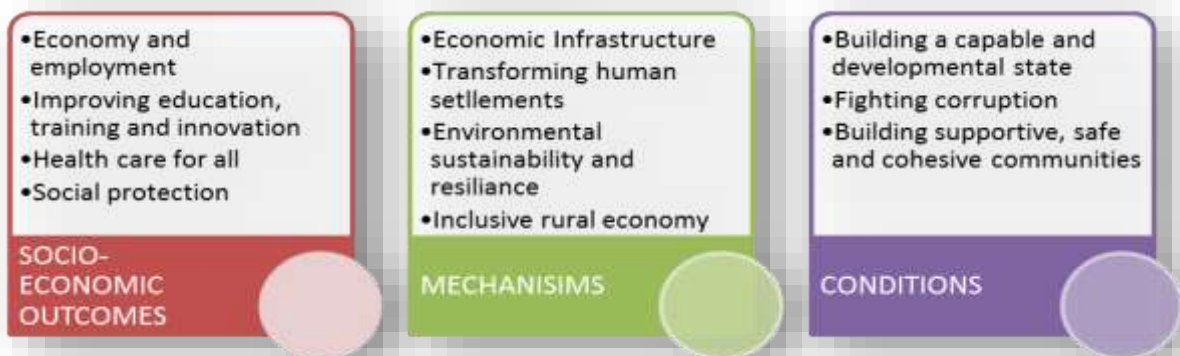 •Economy and
employment
•Improving education,
training and innovation
•Health care for all
•Social protection
SOCIO-
ECONOMIC
OUTCOMES
•Economic Infrastructure
•Transforming human
setllements
•Environmental
sustainability and
resiliance
•Inclusive rural economy
MECHANISIMS
•Building a capable and
developmental state
•Fighting corruption
•Building supportive, safe
and cohesive communities
CONDITIONS